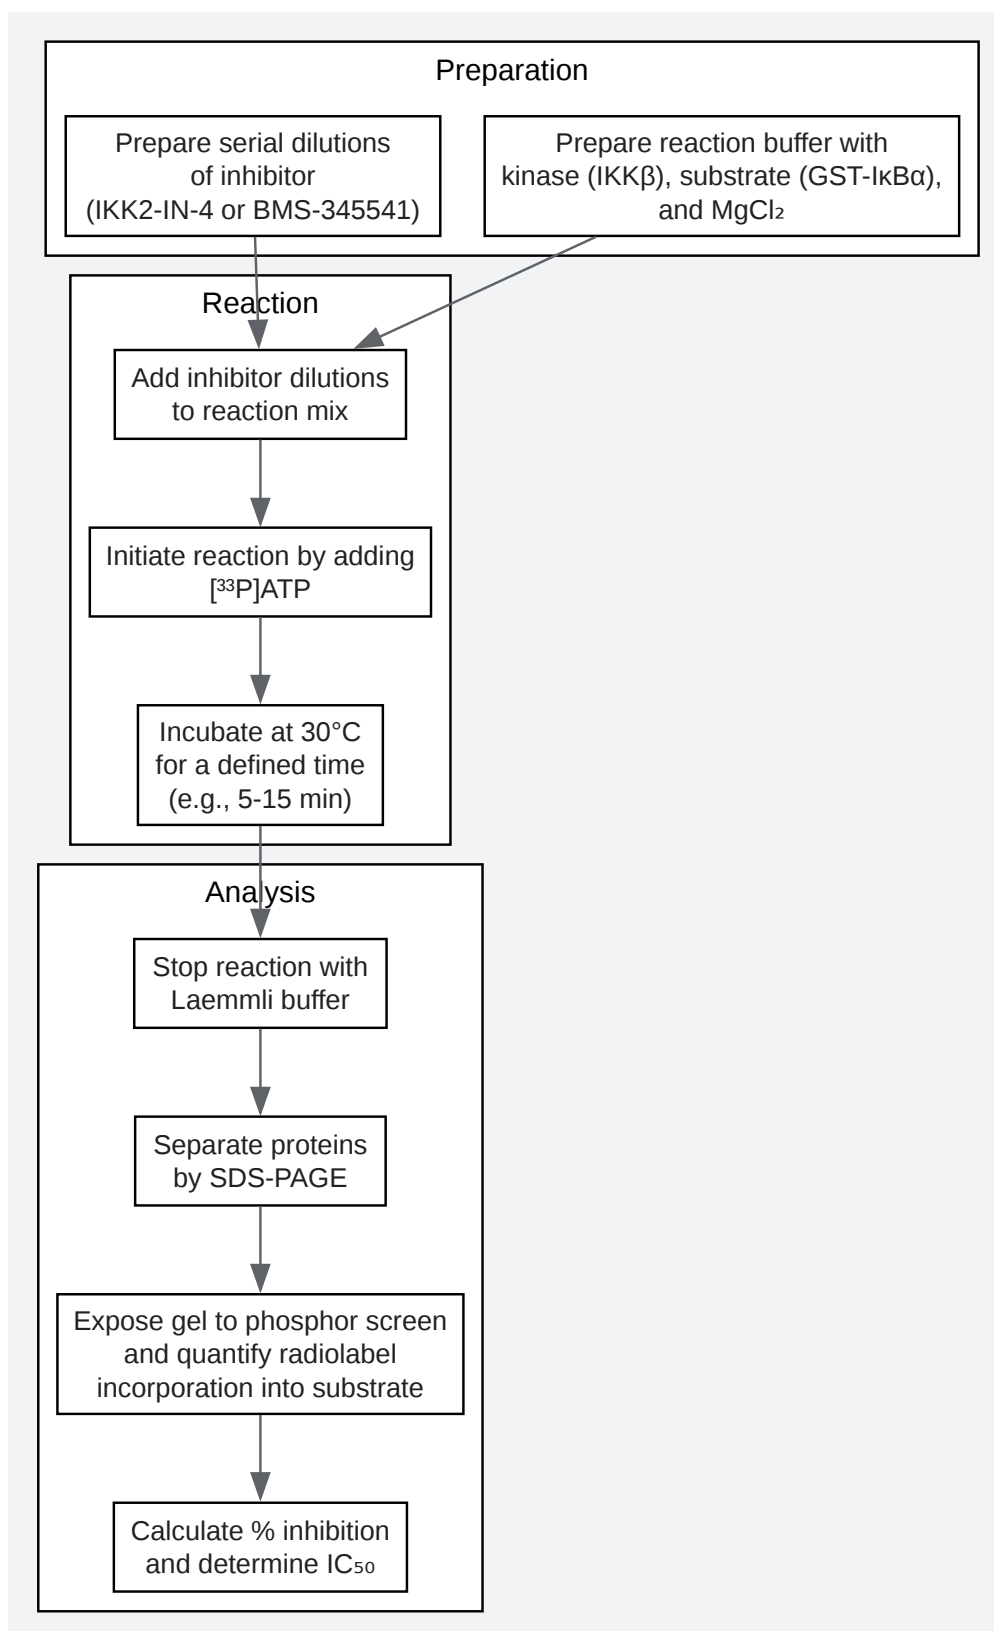 Preparation
Prepare serial dilutions
of inhibitor
(IKK2-IN-4 or BMS-345541)
Prepare reaction buffer with
kinase (IKKβ), substrate (GST-IκBα),
and MgCl₂
Reaction
Add inhibitor dilutions
to reaction mix
Initiate reaction by adding
[³³P]ATP
Incubate at 30°C
for a defined time
(e.g., 5-15 min)
Analysis
Stop reaction with
Laemmli buffer
Separate proteins
by SDS-PAGE
Expose gel to phosphor screen
and quantify radiolabel
incorporation into substrate
Calculate % inhibition
and determine IC₅₀